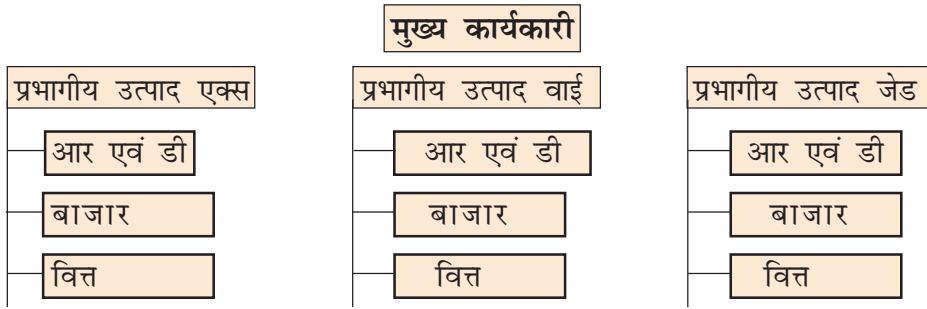 मुख्य कार्यकारी
प्रभागीय उत्पाद एक्स
आर एवं डी
बाजार
वित्त
प्रभागीय उत्पाद वाई
आर एवं डी
बाजार
वित्त
प्रभागीय उत्पाद जेड
आर एवं डी
बाजार
वित्त